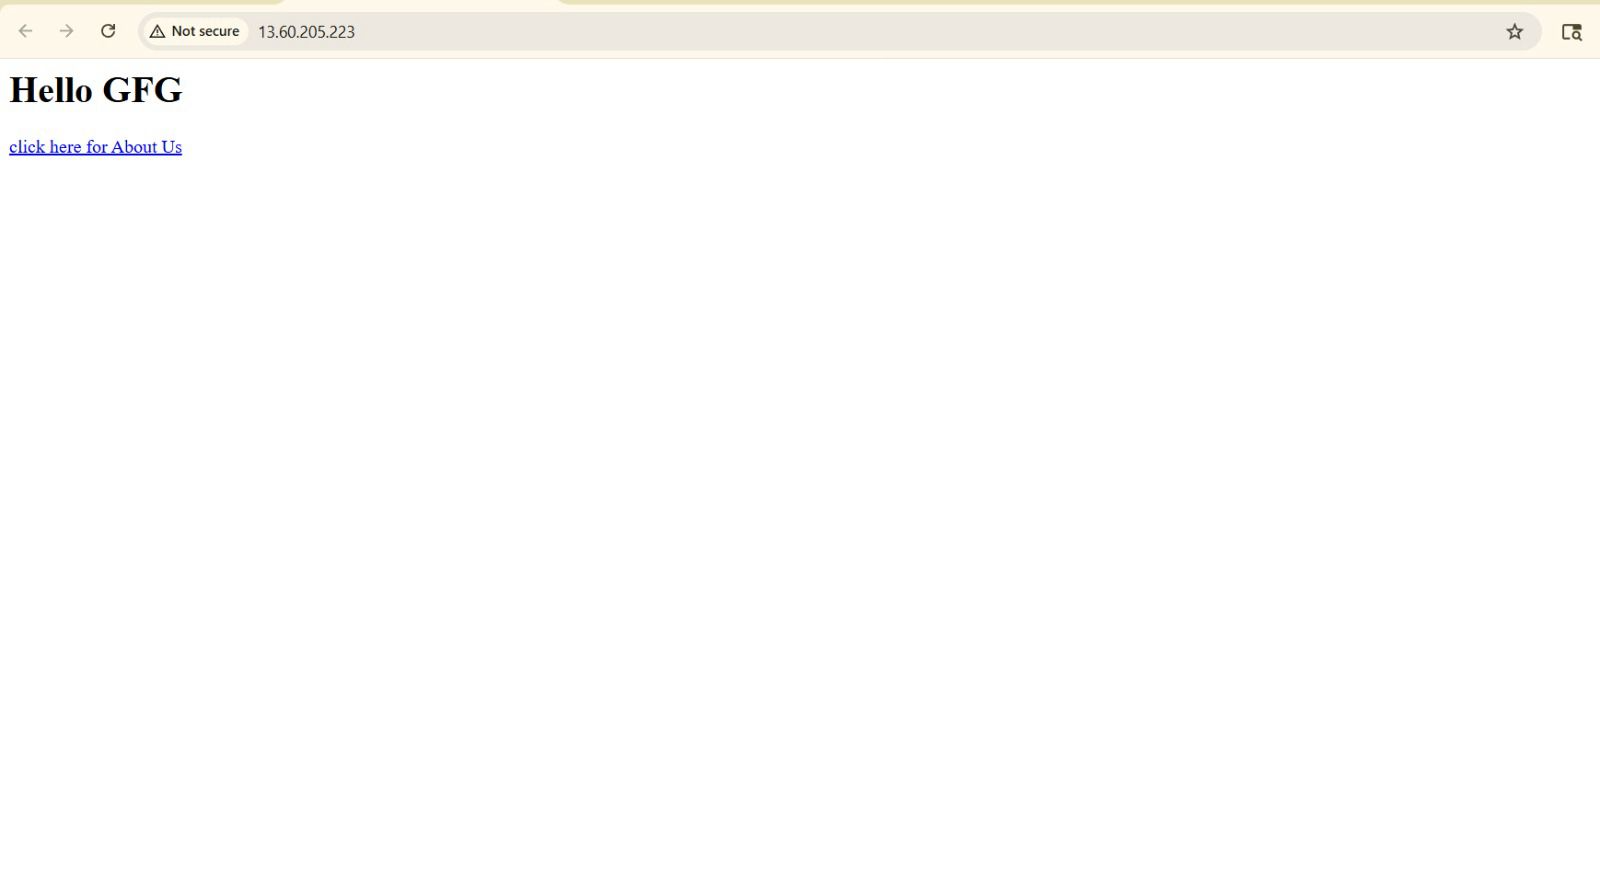 Not secure 13.60.205.223
Hello GFG
click here for About Us